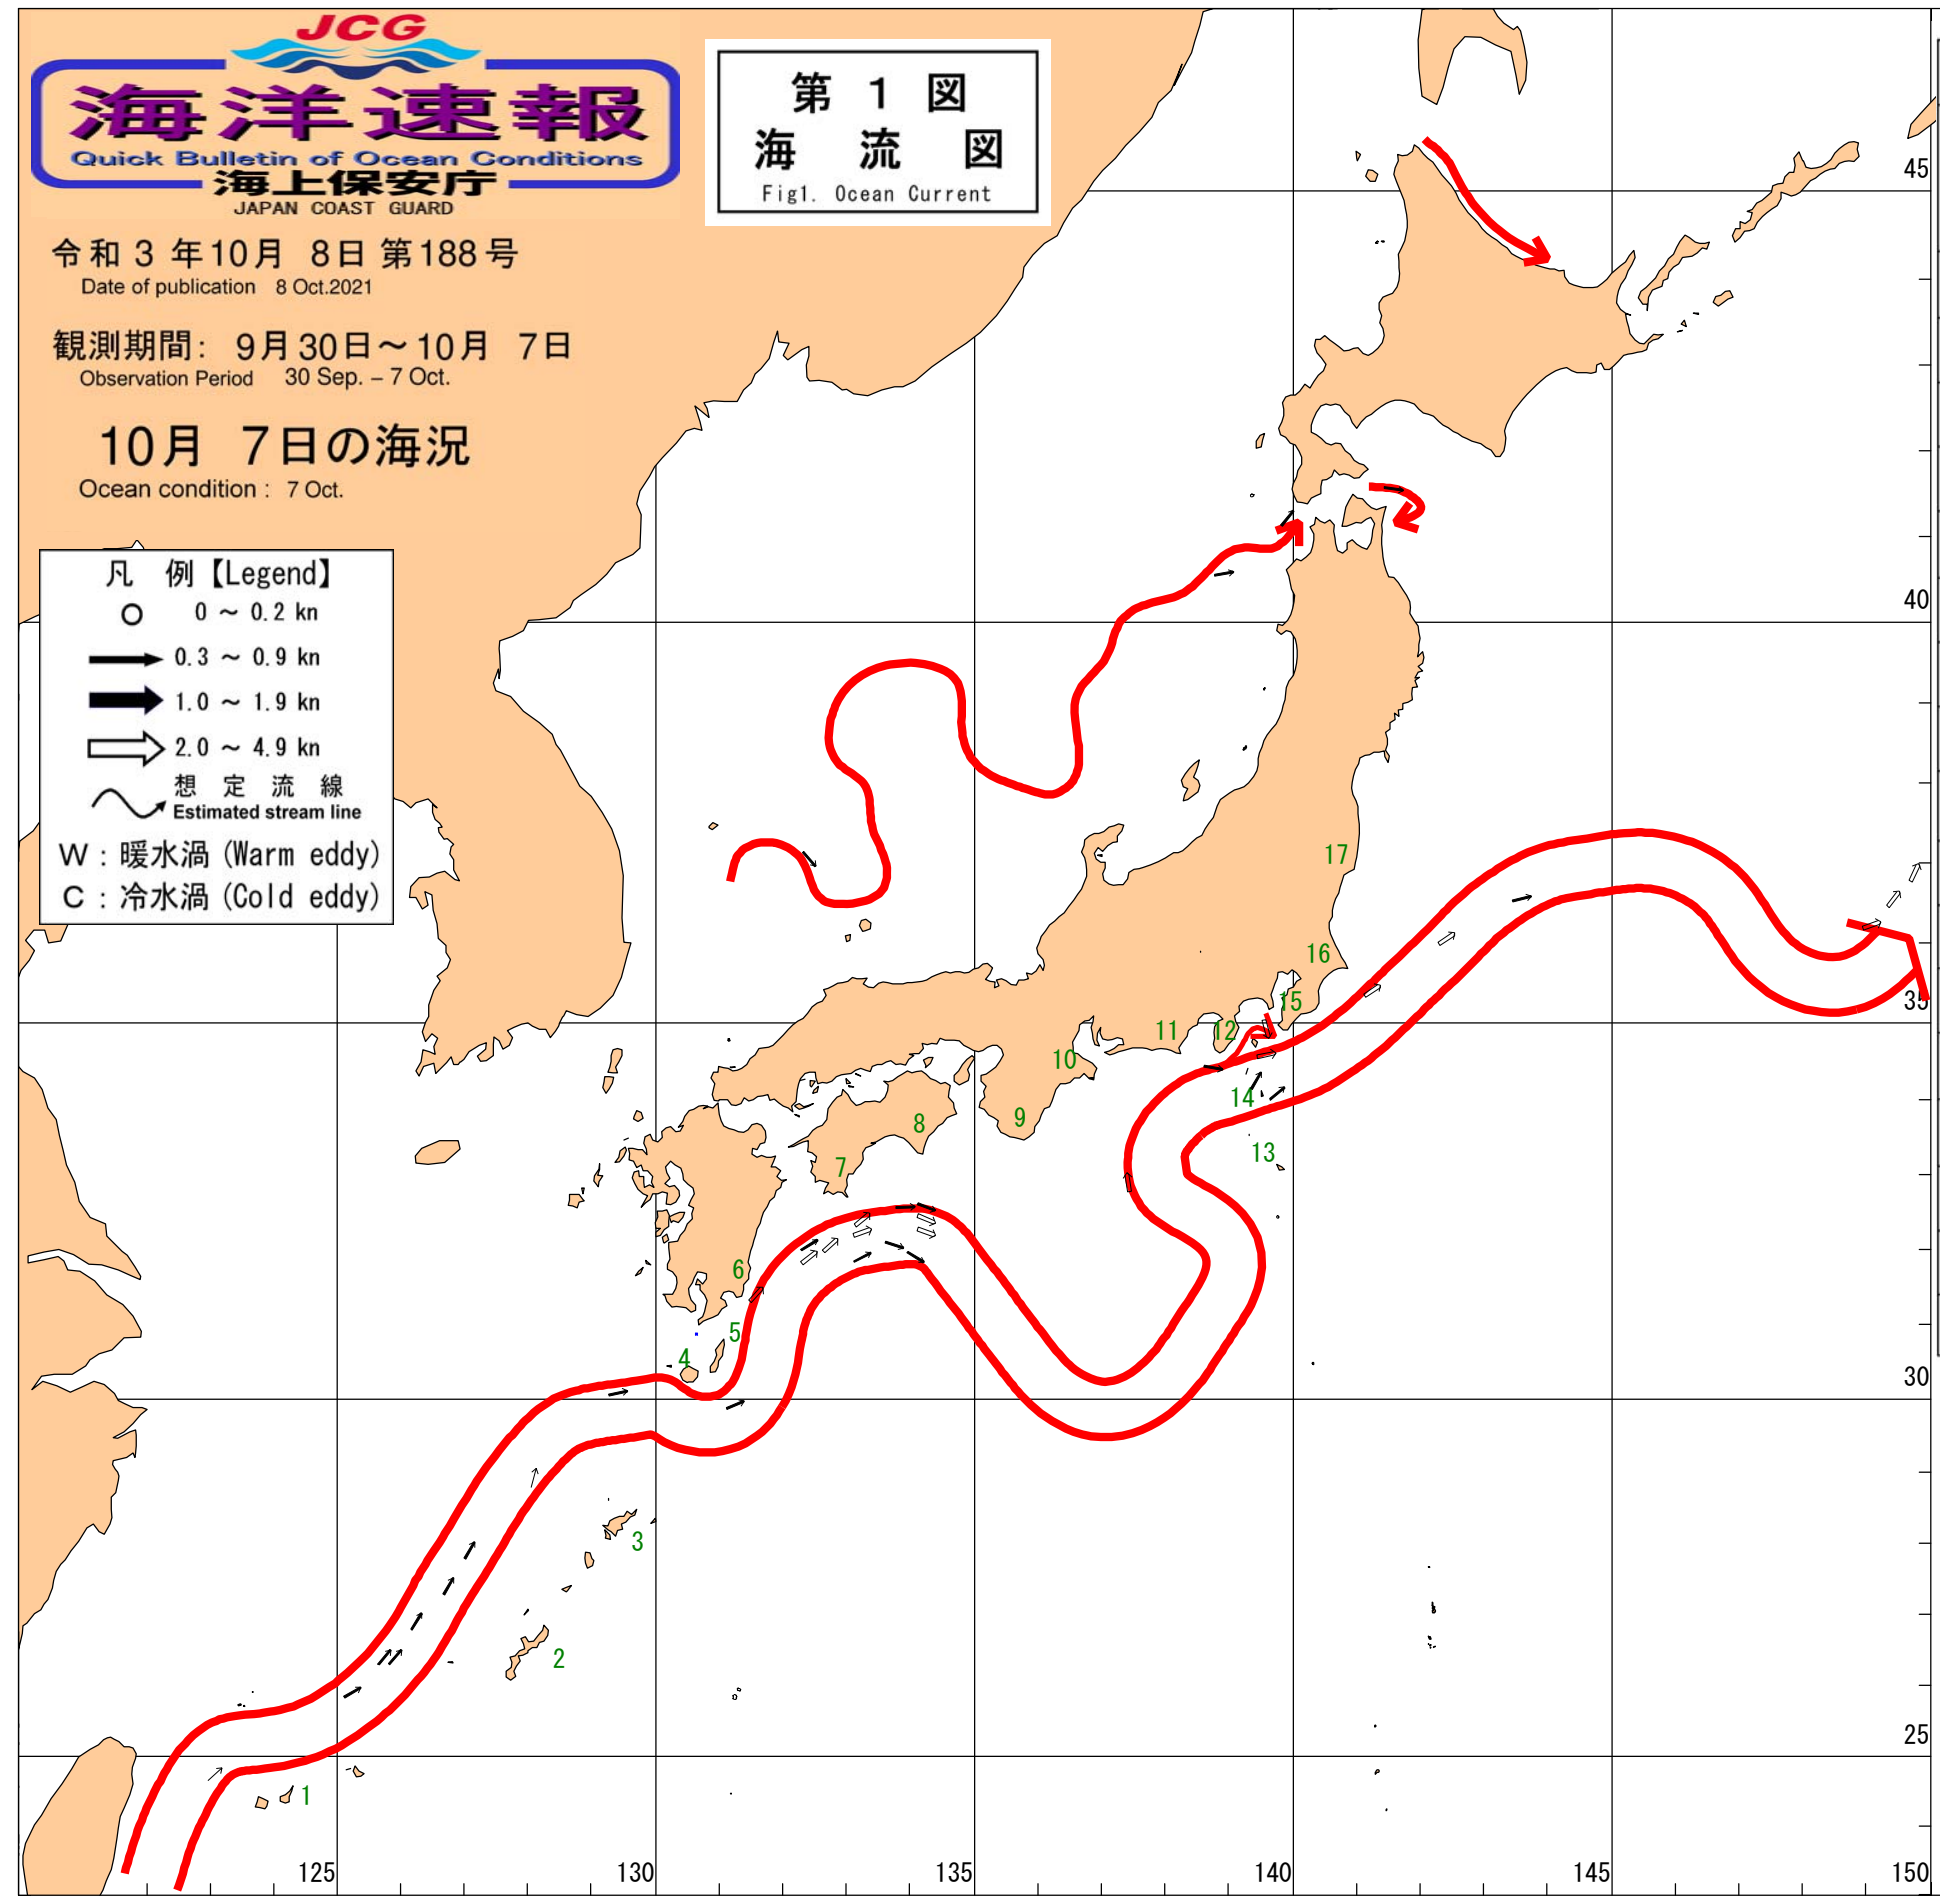 JCG
海洋速報
Quick Bulletin of Ocean Conditions
海上保安庁
JAPAN COAST GUARD
第 1 図
海 流 図
Fig1. Ocean Current
令和 3 年10月 8日 第188号
Date of publication 8 Oct.2021
観測期間: 9月30日～10月 7日
Observation Period 30 Sep. – 7 Oct.
10月 7日の海況
Ocean condition : 7 Oct.
凡 例【Legend】
0 ～ 0.2 kn
0.3 ～ 0.9 kn
1.0 ～ 1.9 kn
2.0 ～ 4.9 kn
想 定 流 線
Estimated stream line
W : 暖水渦 (Warm eddy)
C : 冷水渦 (Cold eddy)
45
40
17
16
35
15
12
11
10
14
9
8
13
7
6
5
4
30
3
2
25
1
125
130
135
140
145
150